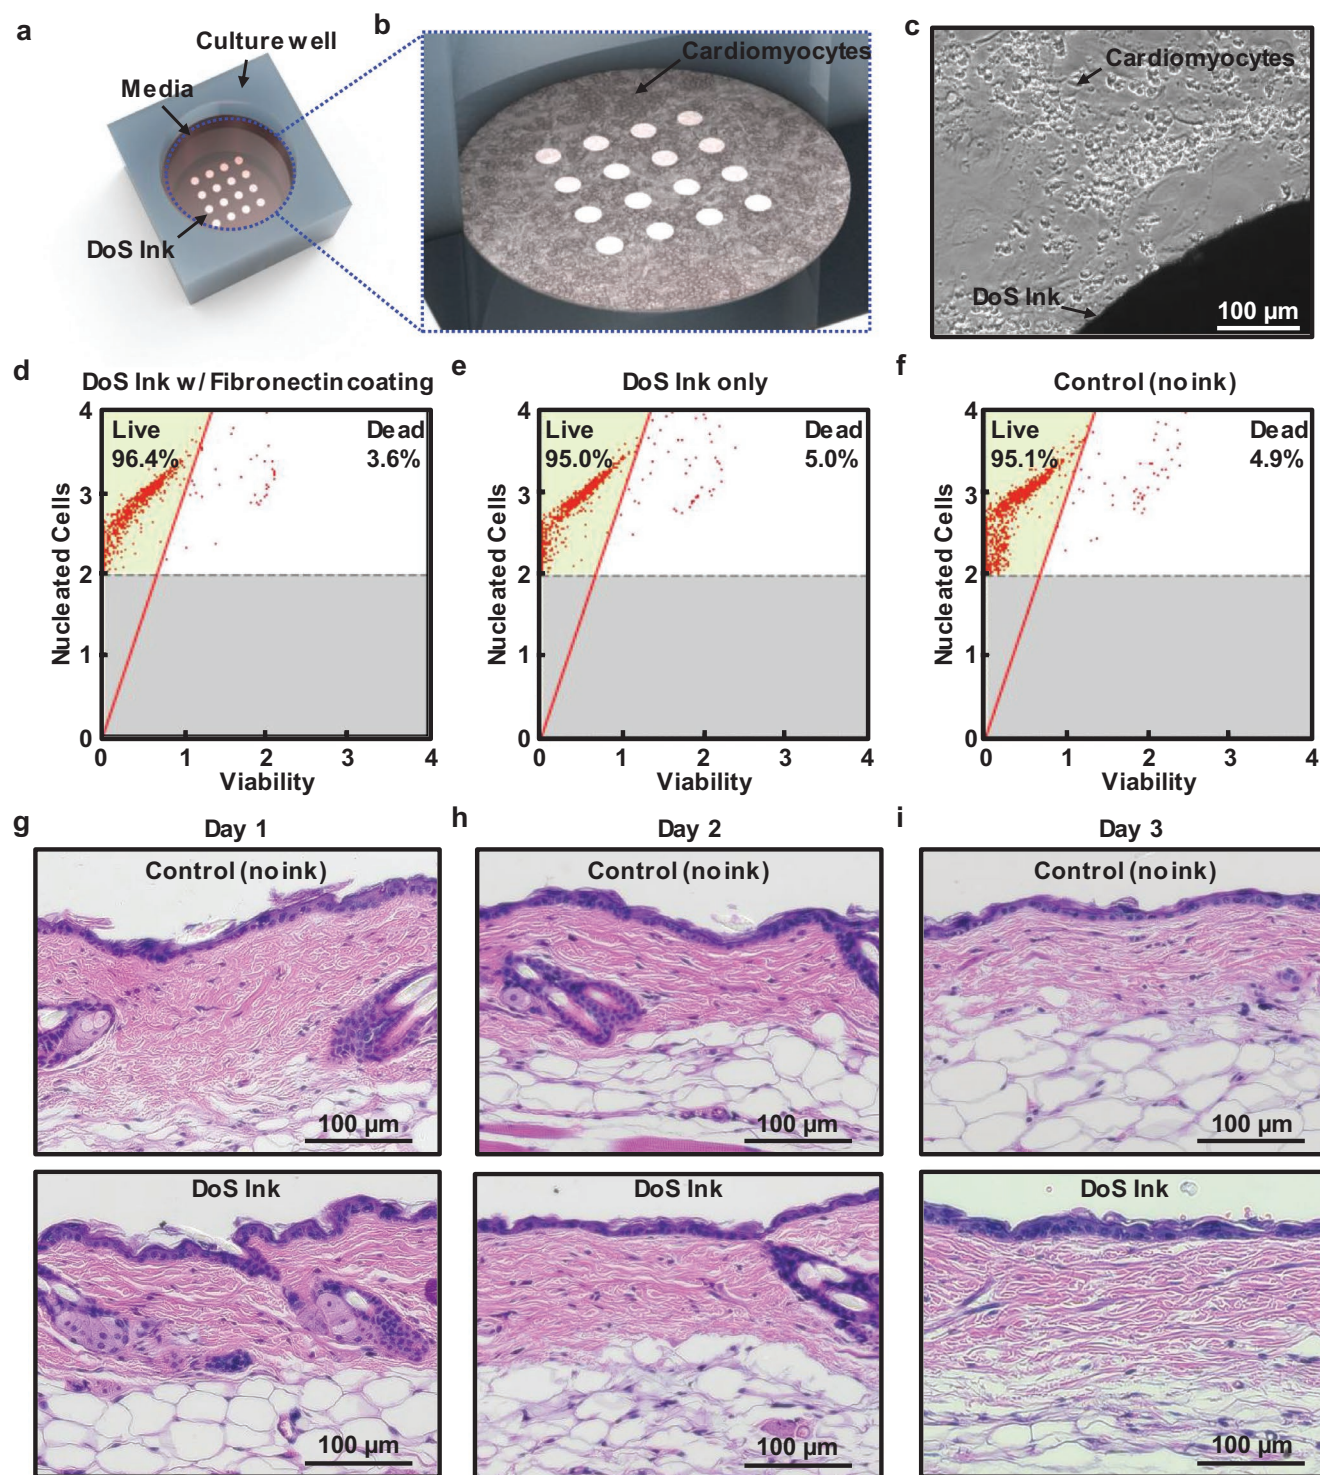 a
Culture well
Media
DoS Ink
b
Cardiomyocytes
c
Cardiomyocytes
DoS Ink
100 µm
d
DoS Ink w/ Fibronectin coating
Live
96.4%
Dead
3.6%
Nucleated Cells
4
3
2
1
0
0 1 2 3 4
Viability
e
DoS Ink only
Live
95.0%
Dead
5.0%
Nucleated Cells
4
3
2
1
0
0 1 2 3 4
Viability
f
Control (no ink)
Live
95.1%
Dead
4.9%
Nucleated Cells
4
3
2
1
0
0 1 2 3 4
Viability
g
Day 1
Control (no ink)
100 µm
DoS Ink
100 µm
h
Day 2
Control (no ink)
100 µm
DoS Ink
100 µm
i
Day 3
Control (no ink)
100 µm
DoS Ink
100 µm